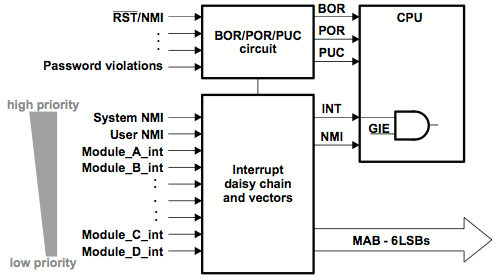 RST/NMI
BOR/POR/PUC
circuit
BOR
POR
PUC
CPU
Password violations
high priority
System NMI
User NMI
Module_A_int
Module_B_int
Module_C_int
Module_D_int
low priority
Interrupt
daisy chain
and vectors
INT
GIE
NMI
MAB - 6LSBs